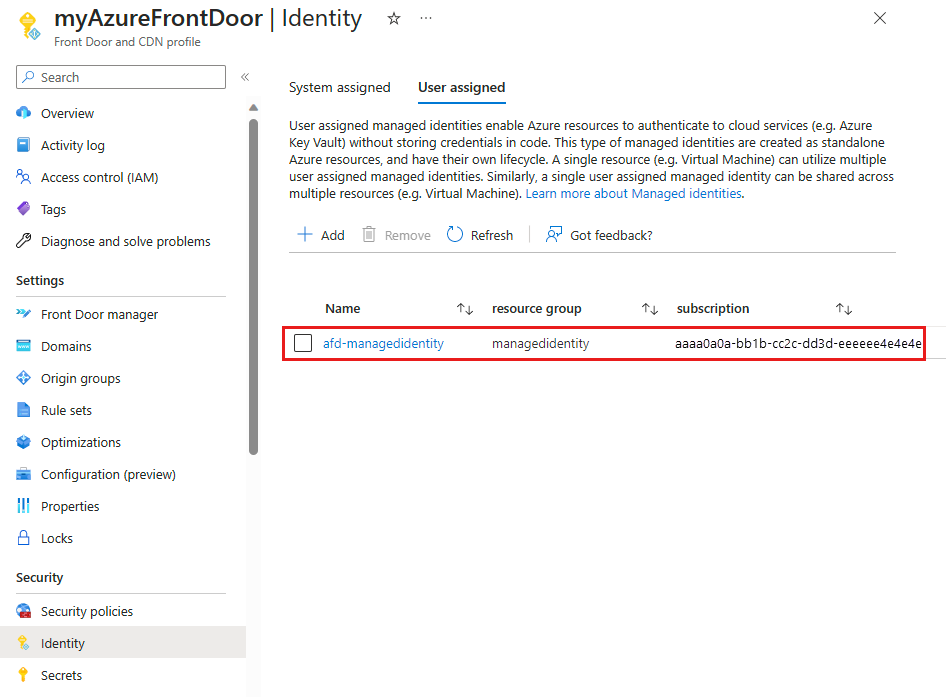 myAzureFrontDoor | Identity
Front Door and CDN profile
Search
Overview
Activity log
Access control (IAM)
Tags
Diagnose and solve problems
Settings
Front Door manager
Domains
Origin groups
Rule sets
Optimizations
Configuration (preview)
Properties
Locks
Security
Security policies
Identity
Secrets
System assigned
User assigned
User assigned managed identities enable Azure resources to authenticate to cloud services (e.g. Azure
Key Vault) without storing credentials in code. This type of managed identities are created as standalone
Azure resources, and have their own lifecycle. A single resource (e.g. Virtual Machine) can utilize multiple
user assigned managed identities. Similarly, a single user assigned managed identity can be shared across
multiple resources (e.g. Virtual Machine). Learn more about Managed identities.
Add Remove Refresh Got feedback?
Name resource group subscription
afd-managedidentity managedidentity aaaa0a0a-bb1b-cc2c-dd3d-eeeeee4e4e4e